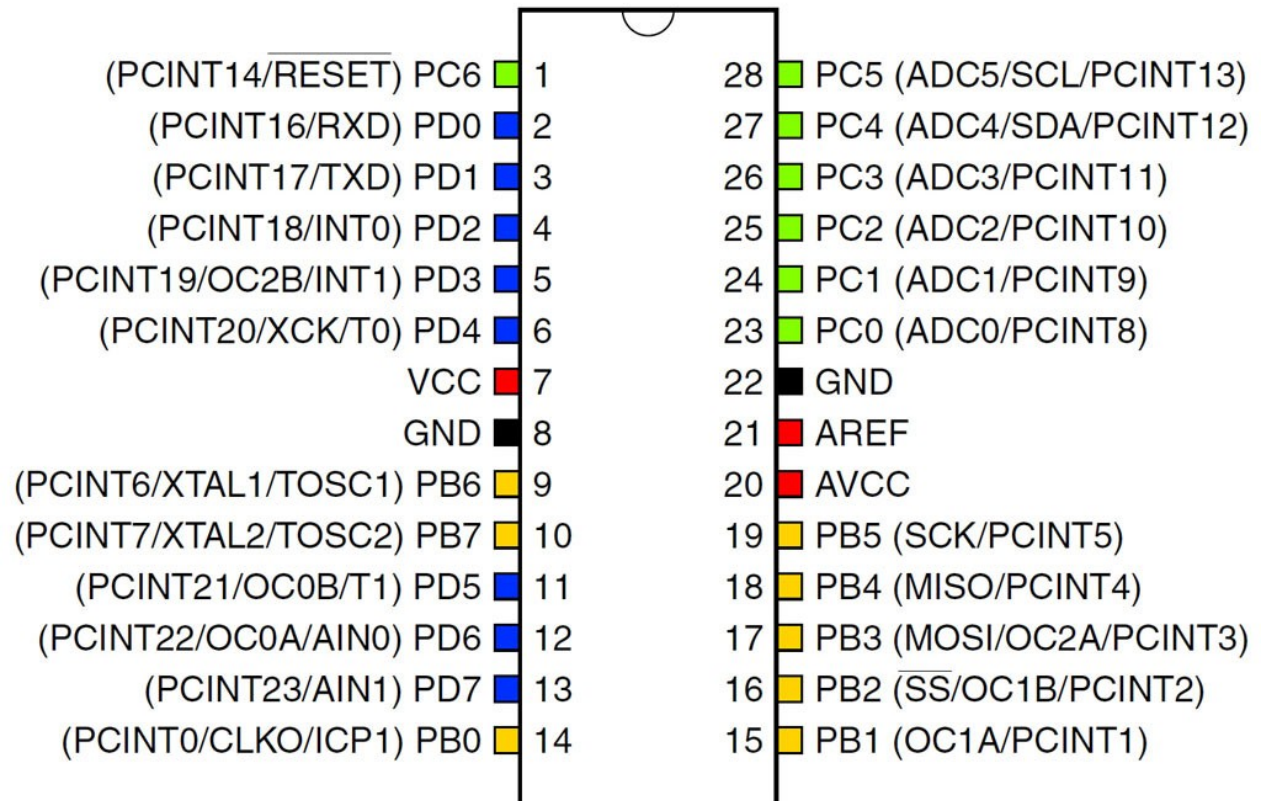 (PCINT14/RESET) PC6 1
(PCINT16/RXD) PD0 2
(PCINT17/TXD) PD1 3
(PCINT18/INT0) PD2 4
(PCINT19/OC2B/INT1) PD3 5
(PCINT20/XCK/T0) PD4 6
VCC 7
GND 8
(PCINT6/XTAL1/TOSC1) PB6 9
(PCINT7/XTAL2/TOSC2) PB7 10
(PCINT21/OC0B/T1) PD5 11
(PCINT22/OC0A/AIN0) PD6 12
(PCINT23/AIN1) PD7 13
(PCINT0/CLKO/ICP1) PB0 14
28 PC5 (ADC5/SCL/PCINT13)
27 PC4 (ADC4/SDA/PCINT12)
26 PC3 (ADC3/PCINT11)
25 PC2 (ADC2/PCINT10)
24 PC1 (ADC1/PCINT9)
23 PC0 (ADC0/PCINT8)
22 GND
21 AREF
20 AVCC
19 PB5 (SCK/PCINT5)
18 PB4 (MISO/PCINT4)
17 PB3 (MOSI/OC2A/PCINT3)
16 PB2 (SS/OC1B/PCINT2)
15 PB1 (OC1A/PCINT1)